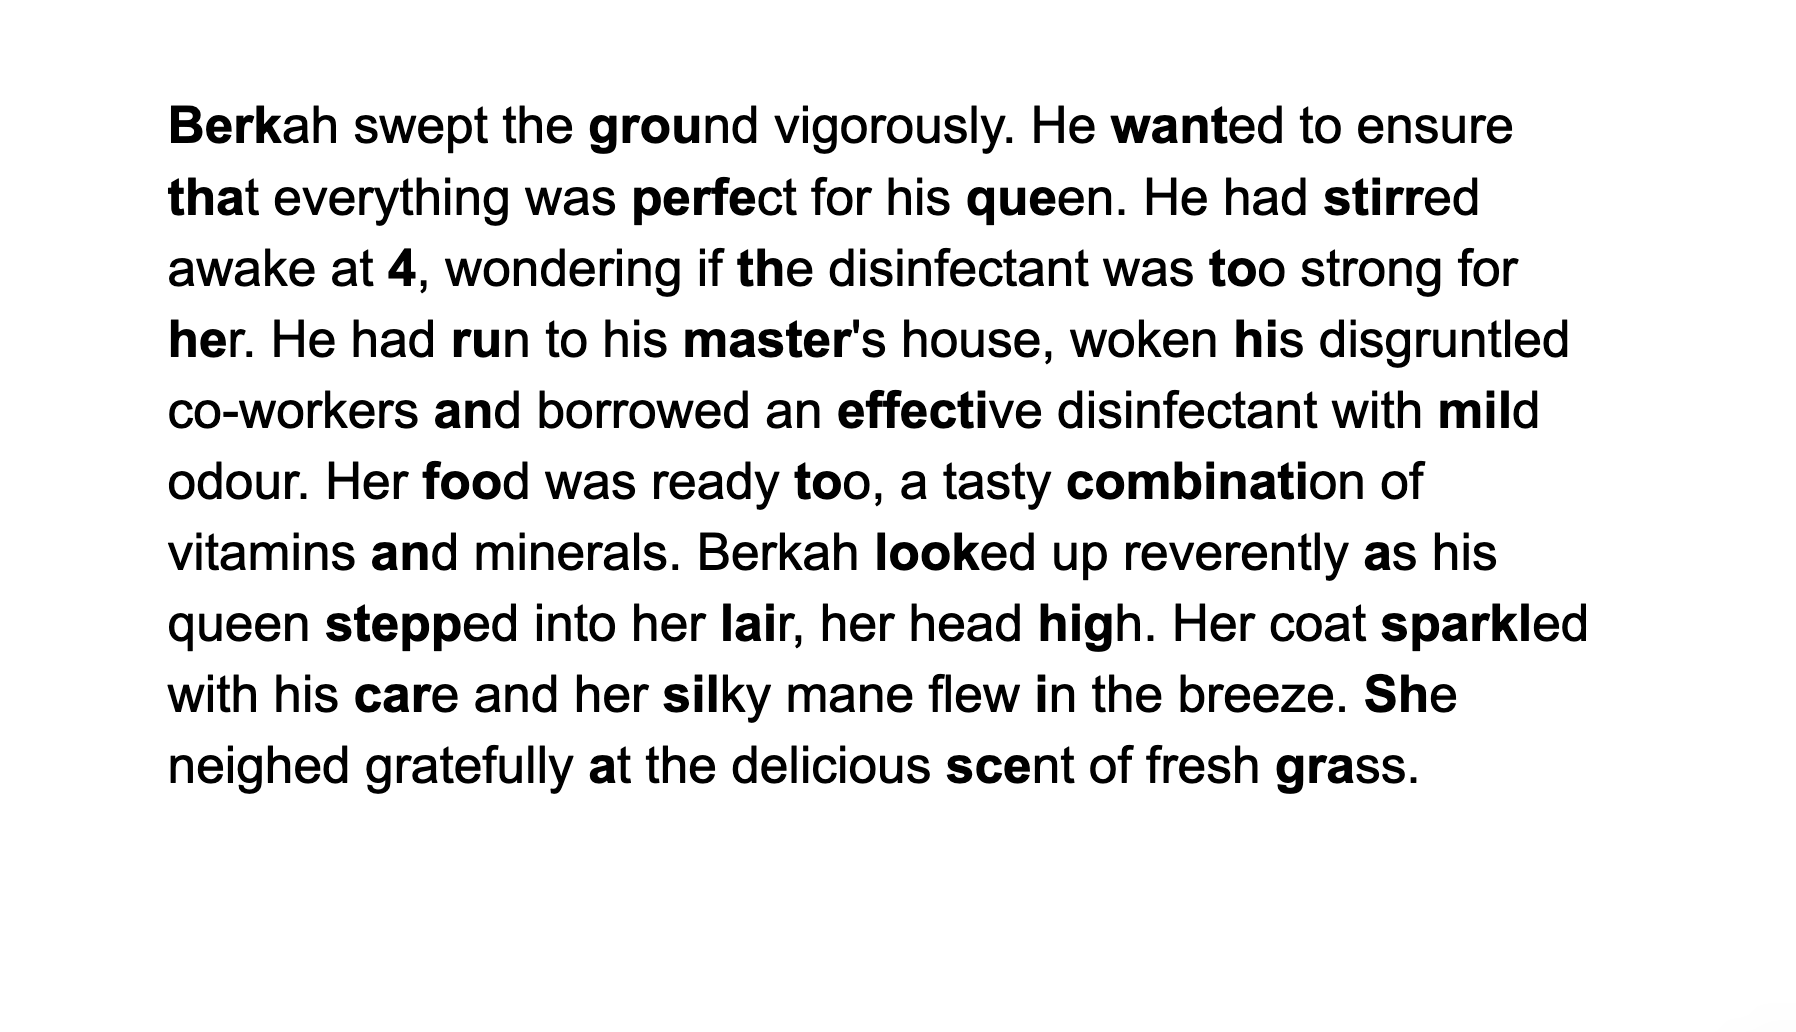 Berkah swept the ground vigorously. He wanted to ensure
that everything was perfect for his queen. He had stirred
awake at 4, wondering if the disinfectant was too strong for
her. He had run to his master's house, woken his disgruntled
co-workers and borrowed an effective disinfectant with mild
odour. Her food was ready too, a tasty combination of
vitamins and minerals. Berkah looked up reverently as his
queen stepped into her lair, her head high. Her coat sparkled
with his care and her silky mane flew in the breeze. She
neighed gratefully at the delicious scent of fresh grass.